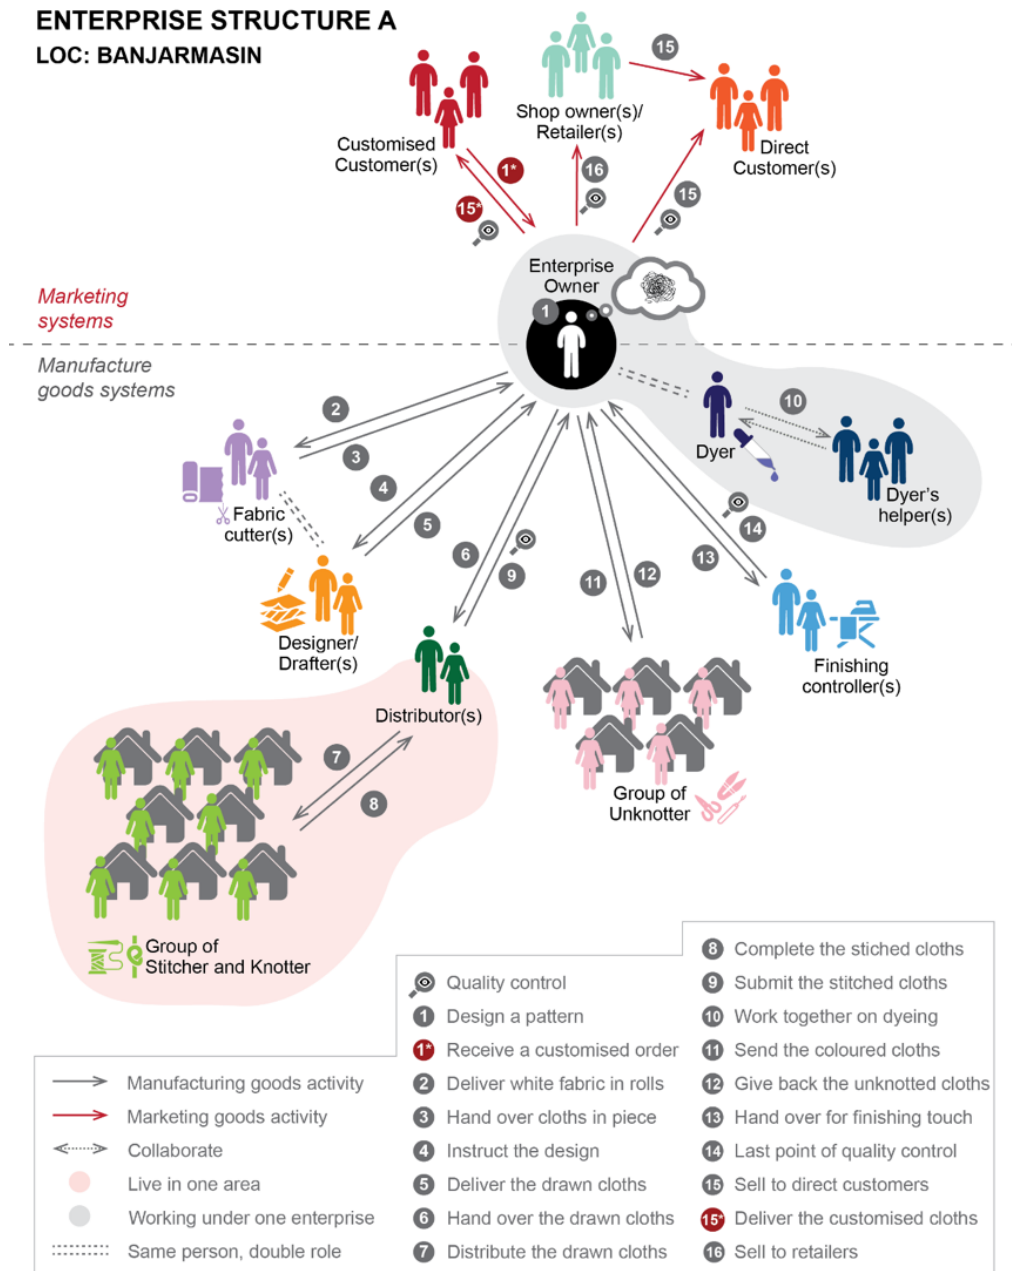 ENTERPRISE STRUCTURE A
LOC: BANJARMASIN
15
Shop owner(s)/
Retailer(s)
Customised
Customer(s)
Direct
Customer(s)
1*
16
15
15*
Enterprise
Owner
1
Marketing
systems
Manufacture
goods systems
2
3
4
5
6
9
11
12
13
14
10
Dyer
Dyer's
helper(s)
Fabric
cutter(s)
Designer/
Drafter(s)
Distributor(s)
Finishing
controller(s)
7
8
Group of
Unknotter
Group of
Stitcher and Knotter
Manufacturing goods activity
Marketing goods activity
Collaborate
Live in one area
Working under one enterprise
Same person, double role
Quality control
1 Design a pattern
1* Receive a customised order
2 Deliver white fabric in rolls
3 Hand over cloths in piece
4 Instruct the design
5 Deliver the drawn cloths
6 Hand over the drawn cloths
7 Distribute the drawn cloths
8 Complete the stiched cloths
9 Submit the stitched cloths
10 Work together on dyeing
11 Send the coloured cloths
12 Give back the unknotted cloths
13 Hand over for finishing touch
14 Last point of quality control
15 Sell to direct customers
15* Deliver the customised cloths
16 Sell to retailers